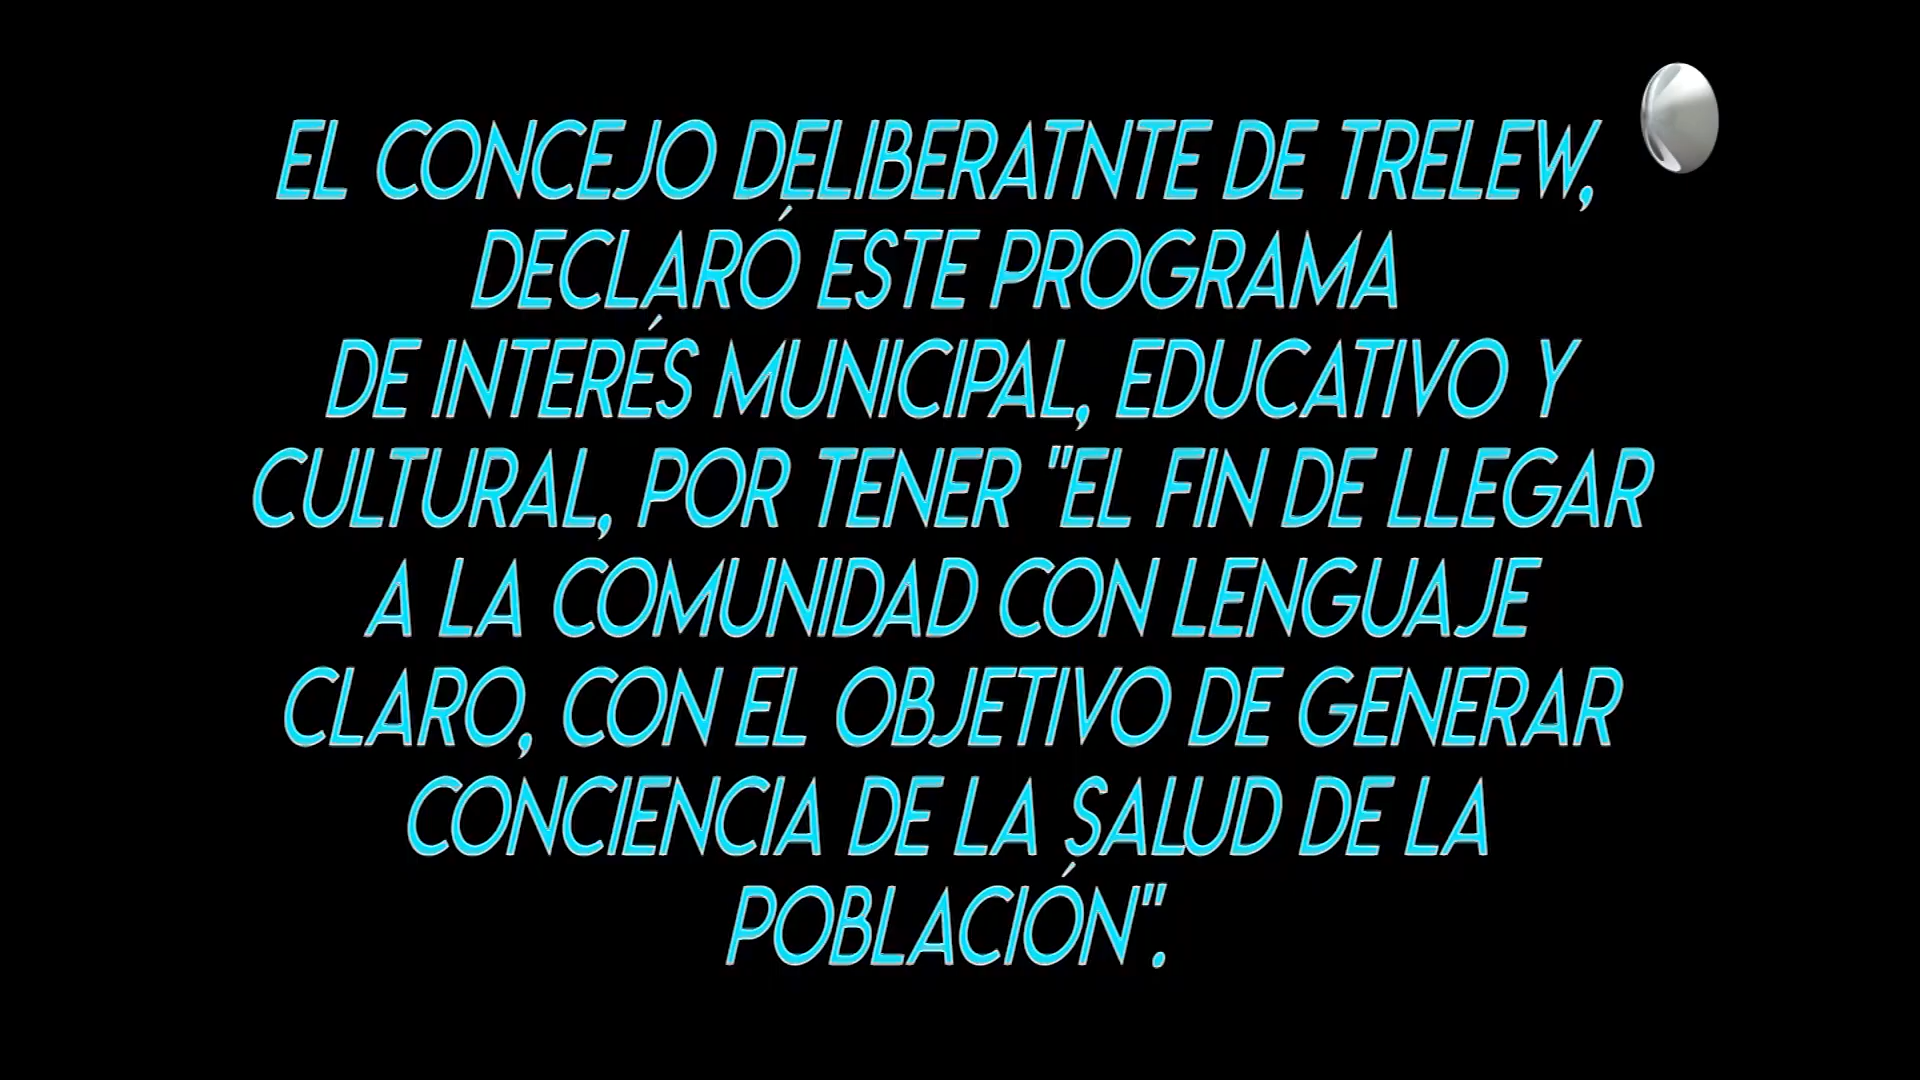 EL CONCEJO DELIBERATNTE DE TRELEW,
DECLARÓ ESTE PROGRAMA
DE INTERÉS MUNICIPAL, EDUCATIVO Y
CULTURAL, POR TENER "EL FIN DE LLEGAR
A LA COMUNIDAD CON LENGUAJE
CLARO, CON EL OBJETIVO DE GENERAR
CONCIENCIA DE LA SALUD DE LA
POBLACIÓN".